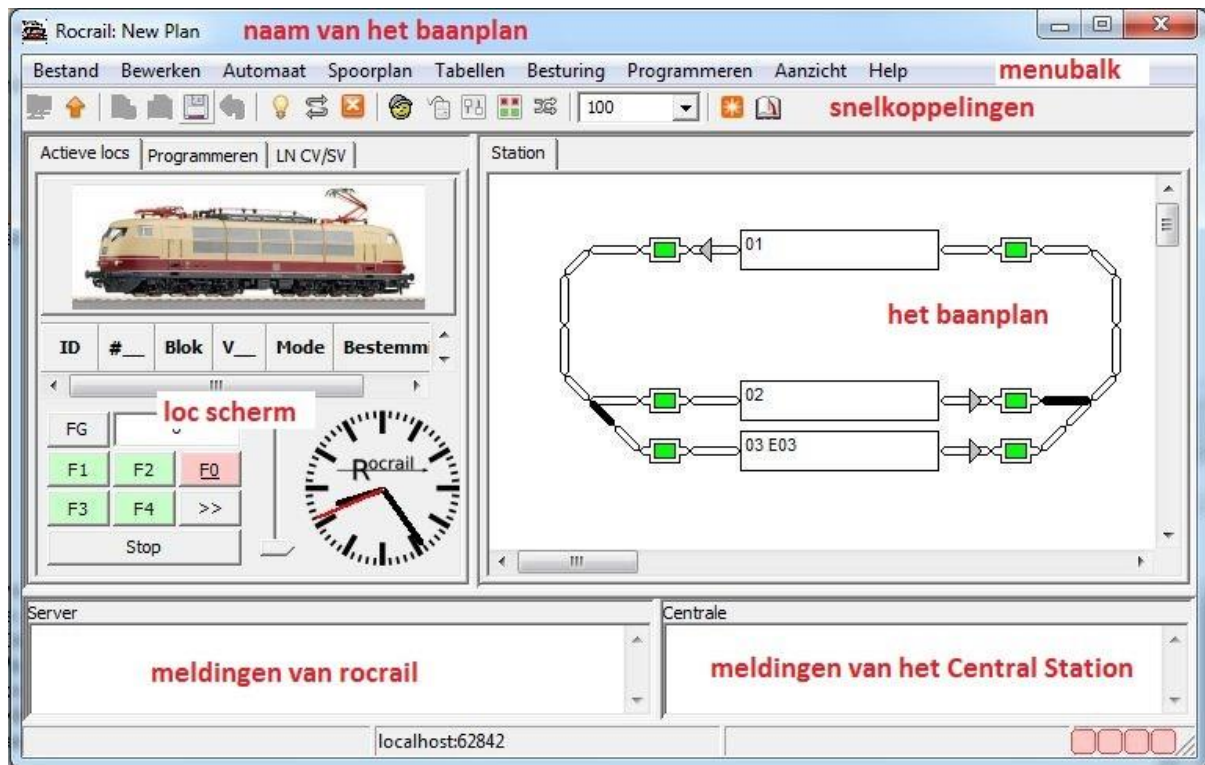 Rocrail: New Plan naam van het baanplan
Bestand Bewerken Automaat Spoorplan Tabellen Besturing Programmeren Aanzicht Help menubalk
100 snelkoppelingen
Actieve locs Programmeren LN CV/SV
Station
01
het baanplan
ID #__ Blok V__ Mode Bestemmi
loc scherm
02
03 E03
FG
F1 F2 F0
F3 F4 >>
Stop
Rocrail
Server
meldingen van rocrail
Centrale
meldingen van het Central Station
localhost:62842